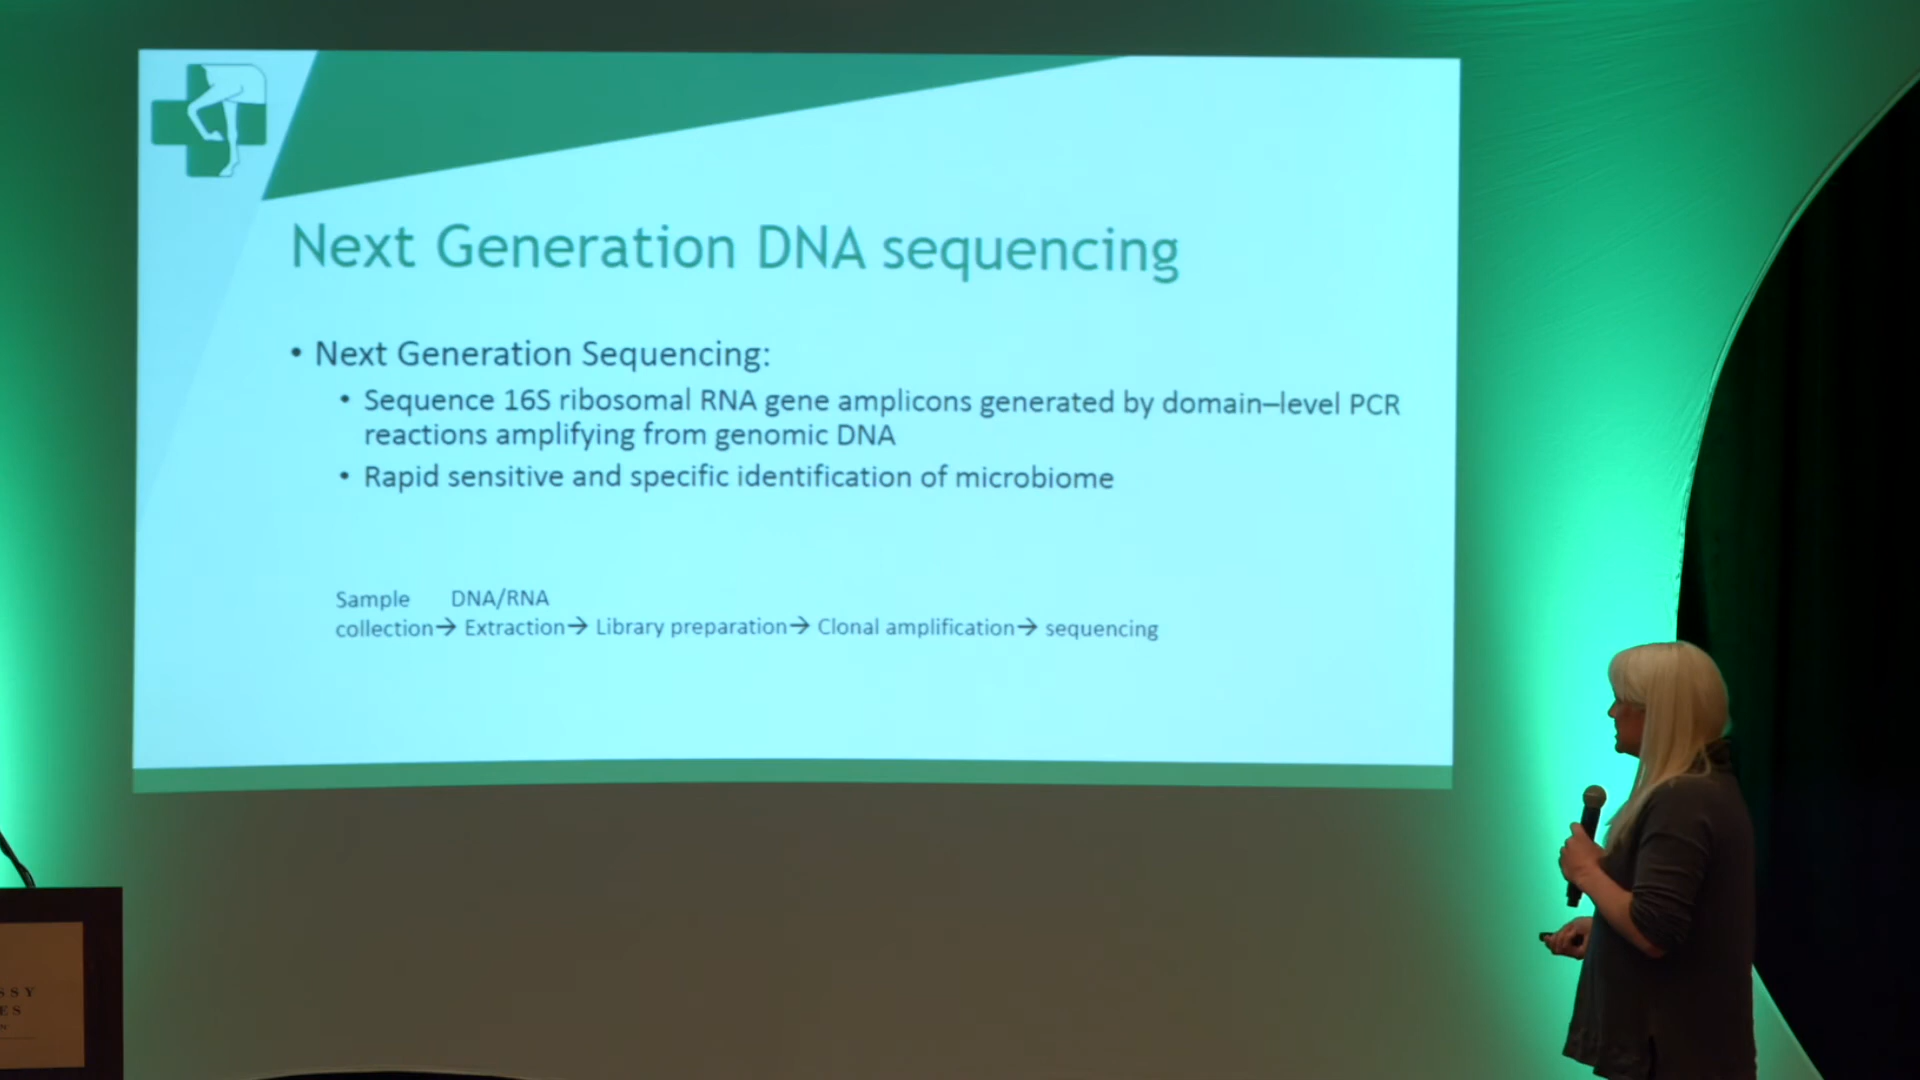 Next Generation DNA sequencing
• Next Generation Sequencing:
• Sequence 16S ribosomal RNA gene amplicons generated by domain–level PCR
reactions amplifying from genomic DNA
• Rapid sensitive and specific identification of microbiome
Sample DNA/RNA
collection→ Extraction→ Library preparation→ Clonal amplification→ sequencing